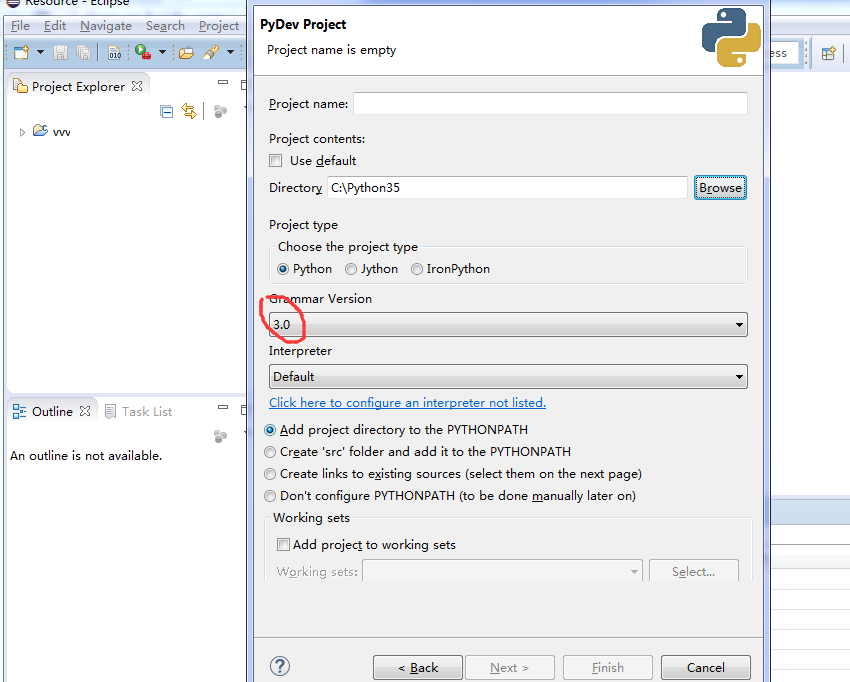 Resource - Eclipse
File Edit Navigate Search Project
Project Explorer
vvv
Outline Task List
An outline is not available.
PyDev Project
Project name is empty
Project name:
Project contents:
Use default
Directory C:\Python35 Browse
Project type
Choose the project type
Python Jython IronPython
Grammar Version
3.0
Interpreter
Default
Click here to configure an interpreter not listed.
Add project directory to the PYTHONPATH
Create 'src' folder and add it to the PYTHONPATH
Create links to existing sources (select them on the next page)
Don't configure PYTHONPATH (to be done manually later on)
Working sets
Add project to working sets
Working sets: Select...
? < Back Next > Finish Cancel